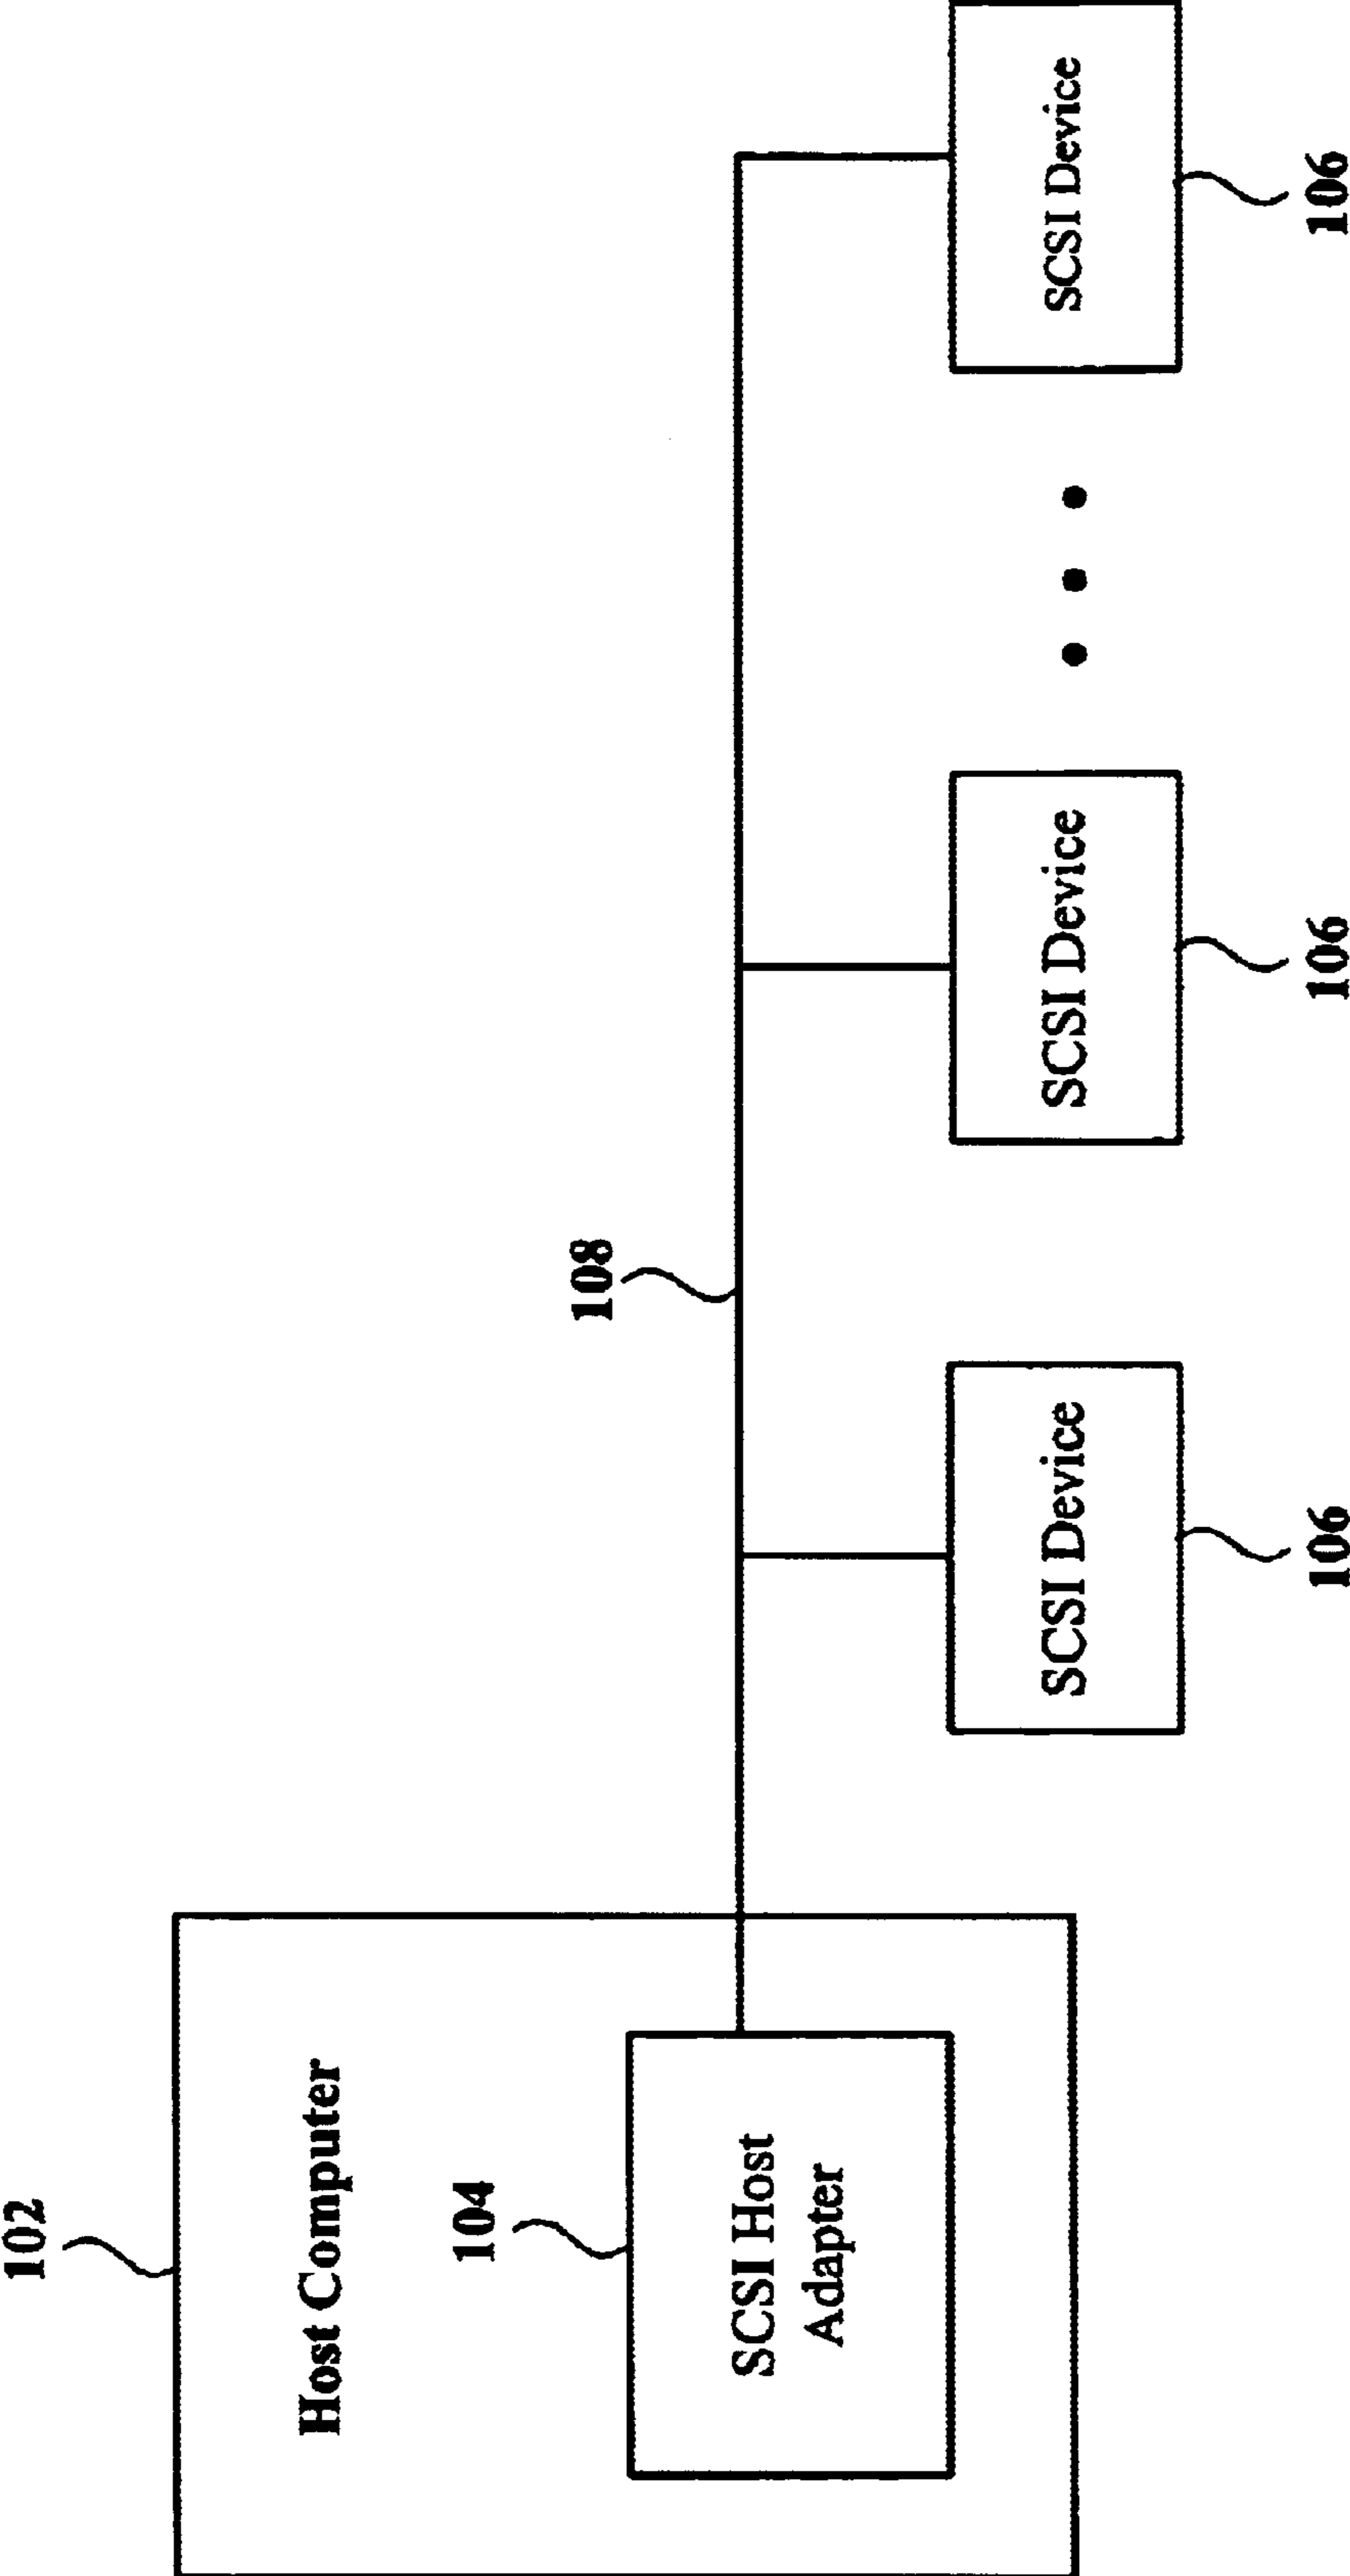 102
Host Computer
104
SCSI Host
Adapter
108
SCSI Device
SCSI Device
SCSI Device
106
106
106